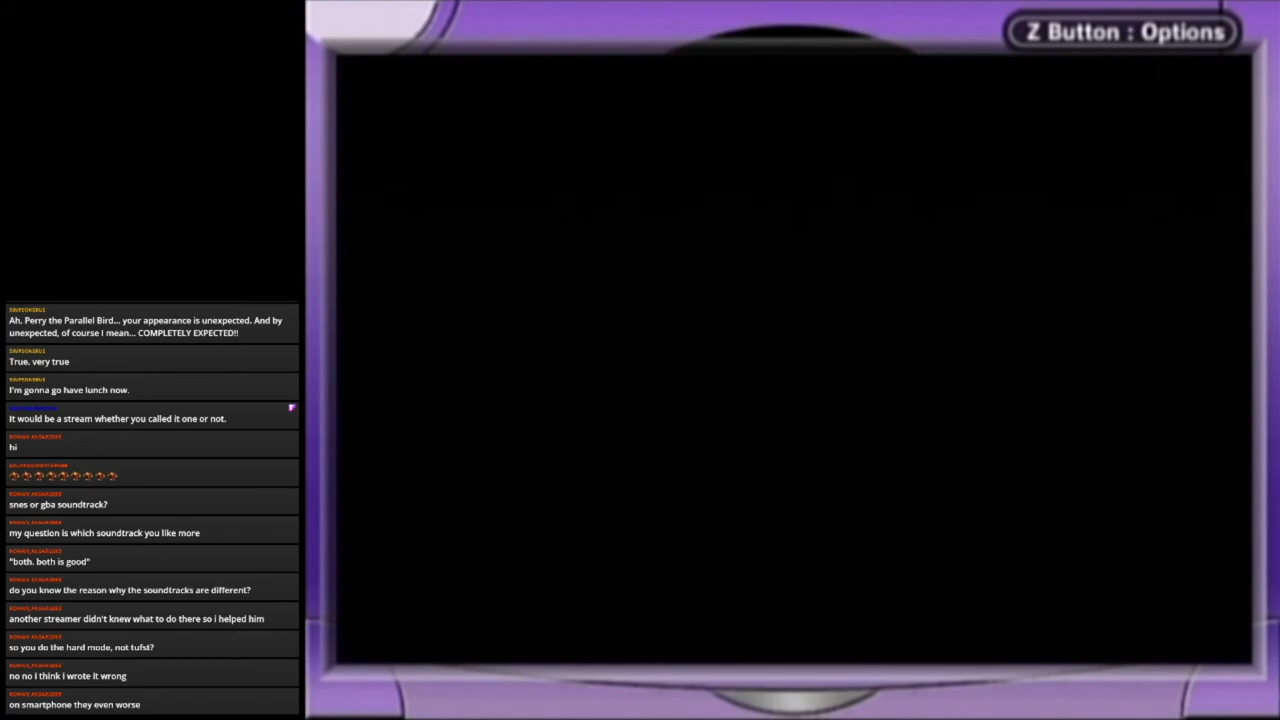 Z Button : Options
SIMPSONSRUS
Ah, Perry the Parallel Bird... your appearance is unexpected. And by
unexpected, of course I mean... COMPLETELY EXPECTED!!
SIMPSONSRUS
True, very true
SIMPSONSRUS
I'm gonna go have lunch now.
It would be a stream whether you called it one or not.
hi
snes or gba soundtrack?
my question is which soundtrack you like more
"both. both is good"
do you know the reason why the soundtracks are different?
another streamer didn't knew what to do there so i helped him
so you do the hard mode, not tufst?
no no i think i wrote it wrong
on smartphone they even worse